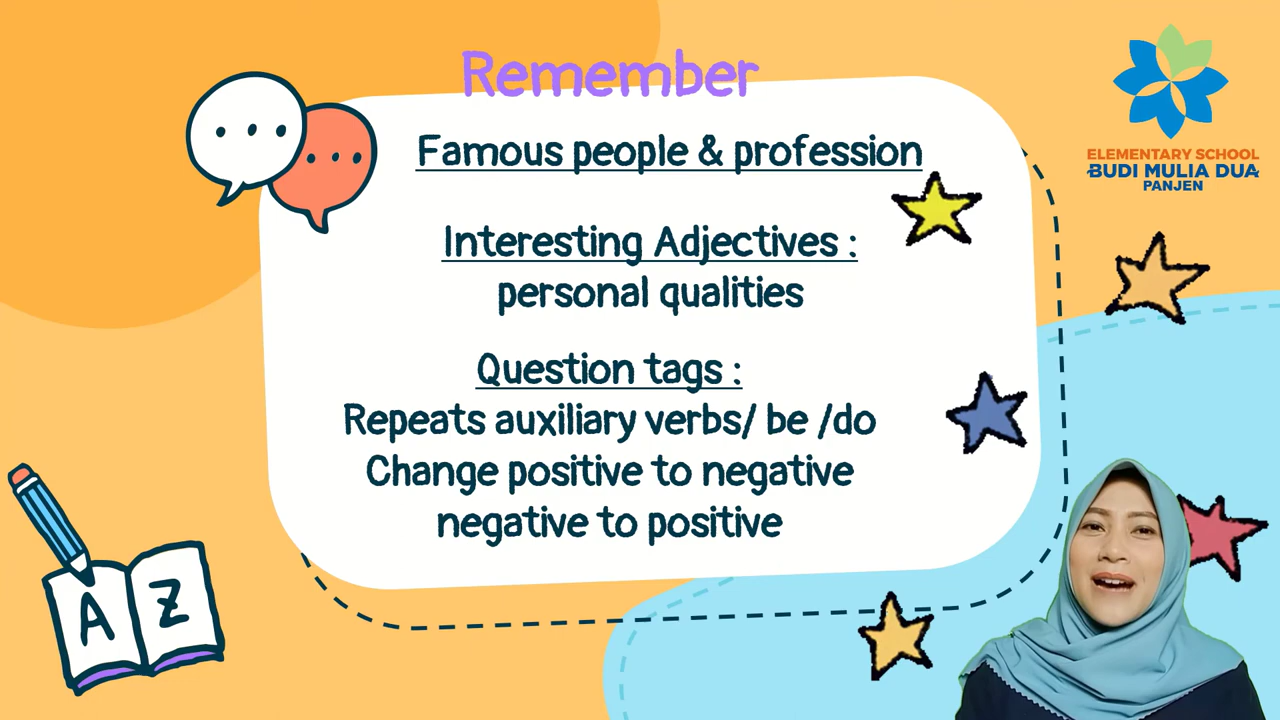 Remember
Famous people & profession
Interesting Adjectives :
personal qualities
Question tags :
Repeats auxiliary verbs/ be /do
Change positive to negative
negative to positive
ELEMENTARY SCHOOL
BUDI MULIA DUA
PANJEN
A Z